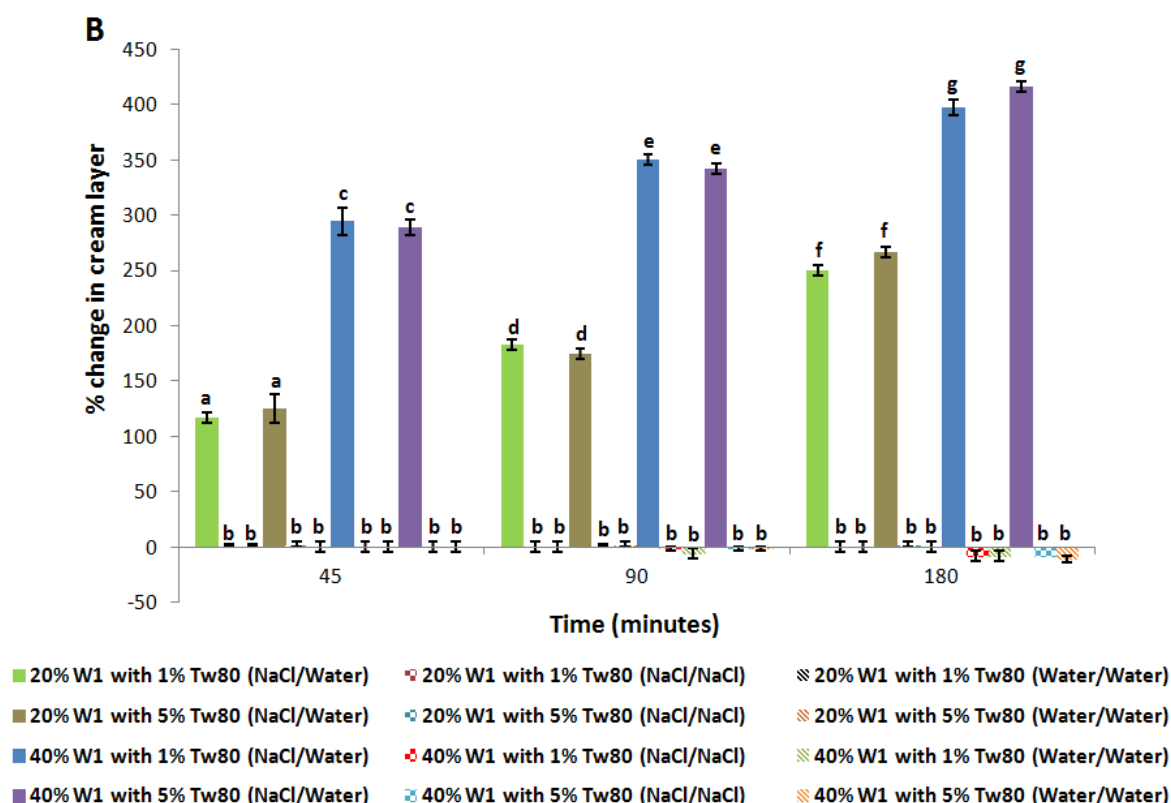 B
% change in cream layer
450
400
350
300
250
200
150
100
50
0
-50
a b b a b b c b b c b b
d b b d b b e b b e b b
f b b f b b g b b g b b
45 90 180
Time (minutes)
20% W1 with 1% Tw80 (NaCl/Water) 20% W1 with 1% Tw80 (NaCl/NaCl) 20% W1 with 1% Tw80 (Water/Water)
20% W1 with 5% Tw80 (NaCl/Water) 20% W1 with 5% Tw80 (NaCl/NaCl) 20% W1 with 5% Tw80 (Water/Water)
40% W1 with 1% Tw80 (NaCl/Water) 40% W1 with 1% Tw80 (NaCl/NaCl) 40% W1 with 1% Tw80 (Water/Water)
40% W1 with 5% Tw80 (NaCl/Water) 40% W1 with 5% Tw80 (NaCl/NaCl) 40% W1 with 5% Tw80 (Water/Water)